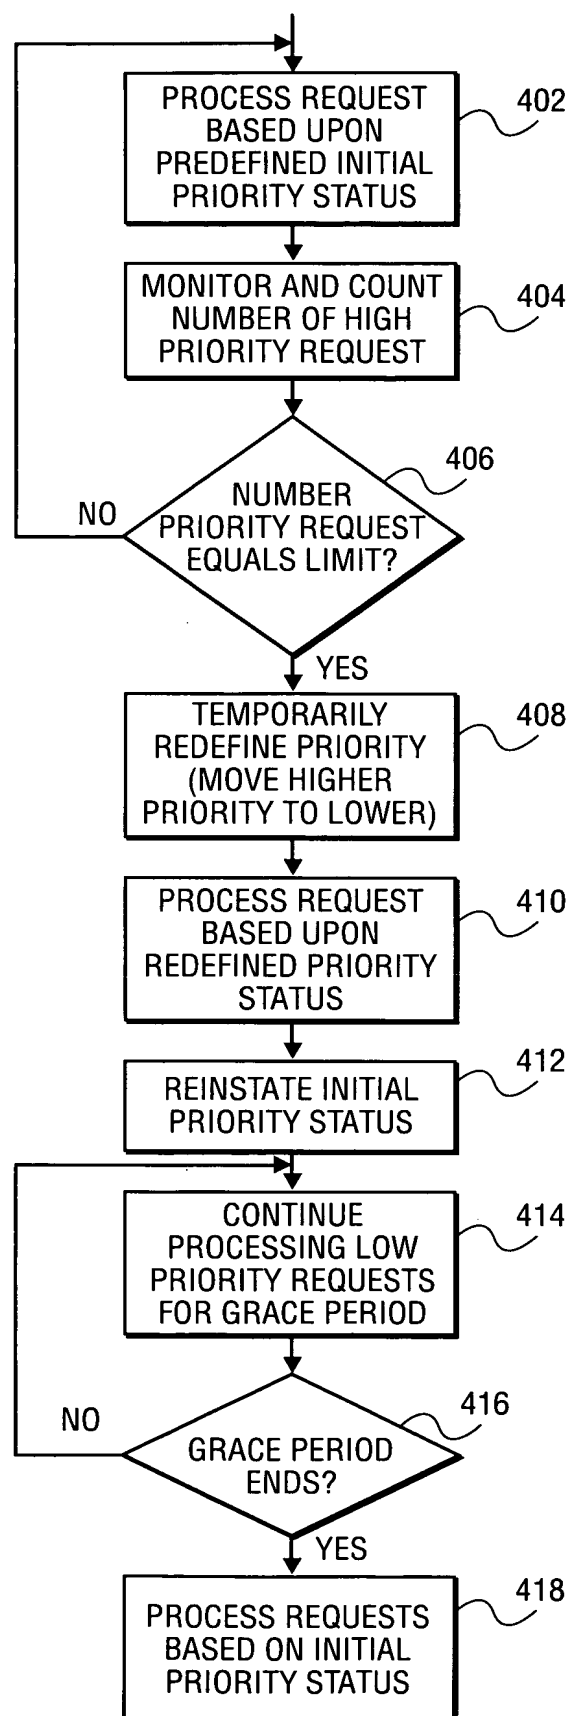 PROCESS REQUEST
BASED UPON
PREDEFINED INITIAL
PRIORITY STATUS
402
MONITOR AND COUNT
NUMBER OF HIGH
PRIORITY REQUEST
404
406
NUMBER
PRIORITY REQUEST
EQUALS LIMIT?
NO
YES
TEMPORARILY
REDEFINE PRIORITY
(MOVE HIGHER
PRIORITY TO LOWER)
408
PROCESS REQUEST
BASED UPON
REDEFINED PRIORITY
STATUS
410
REINSTATE INITIAL
PRIORITY STATUS
412
CONTINUE
PROCESSING LOW
PRIORITY REQUESTS
FOR GRACE PERIOD
414
416
GRACE PERIOD
ENDS?
NO
YES
PROCESS REQUESTS
BASED ON INITIAL
PRIORITY STATUS
418